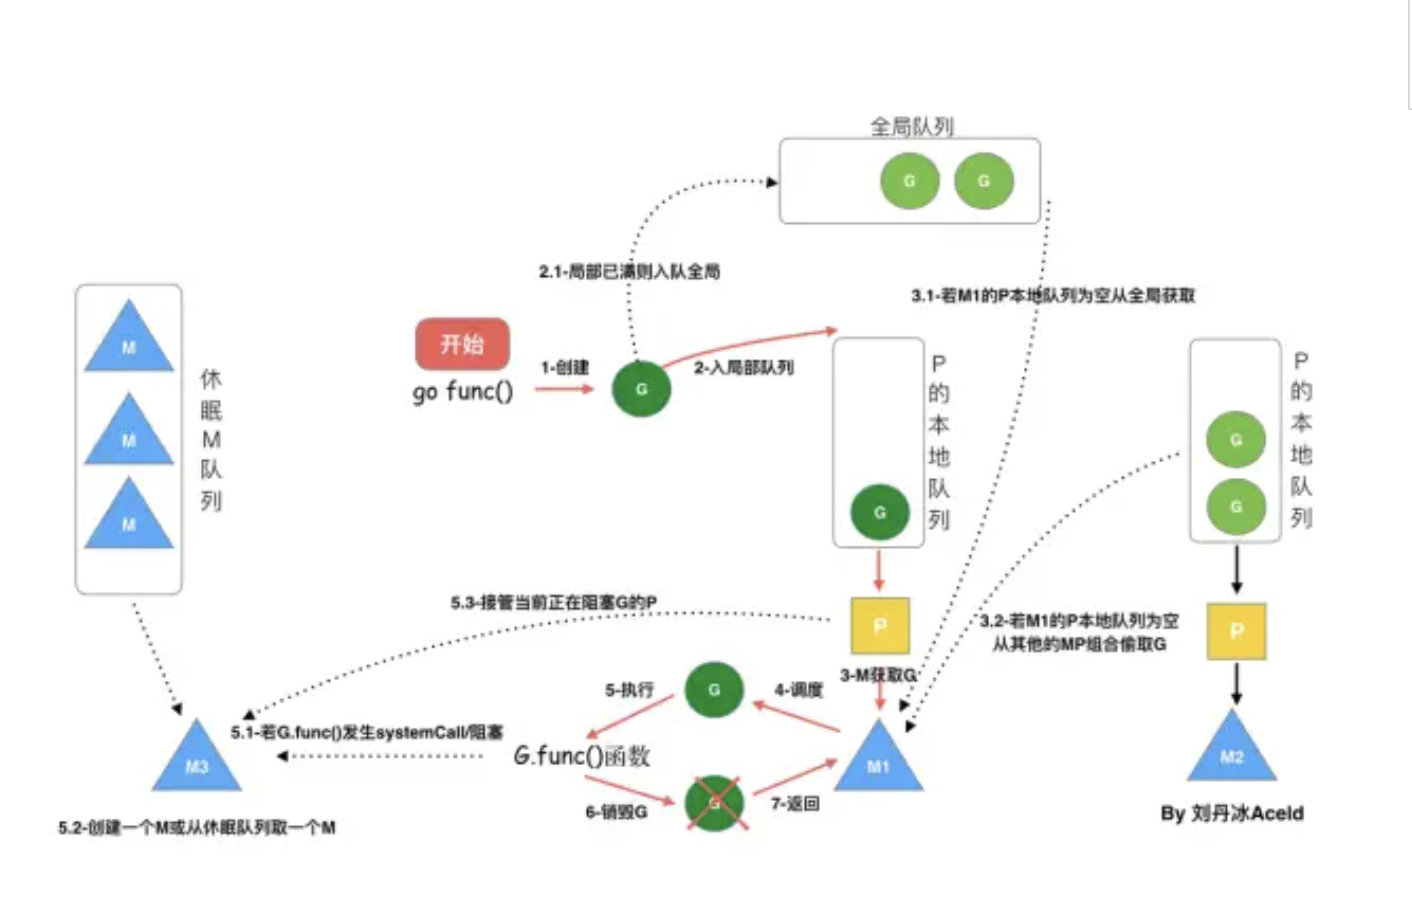 全局队列
G
G
2.1-局部已满则入队全局
3.1-若M1的P本地队列为空从全局获取
开始
go func()
1-创建
G
2-入局部队列
P的本地队列
G
P的本地队列
G
G
M
M
M
休眠M队列
5.3-接管当前正在阻塞G的P
P
3.2-若M1的P本地队列为空
从其他的MP组合偷取G
P
3-M获取G
5-执行
G
4-调度
5.1-若G.func()发生systemCall/阻塞
G.func()函数
M3
M1
M2
6-销毁G
G
7-返回
5.2-创建一个M或从休眠队列取一个M
By 刘丹冰Aceld